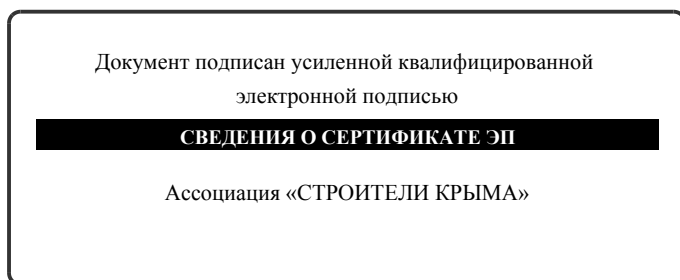 Документ подписан усиленной квалифицированной
электронной подписью
СВЕДЕНИЯ О СЕРТИФИКАТЕ ЭП
Ассоциация «СТРОИТЕЛИ КРЫМА»